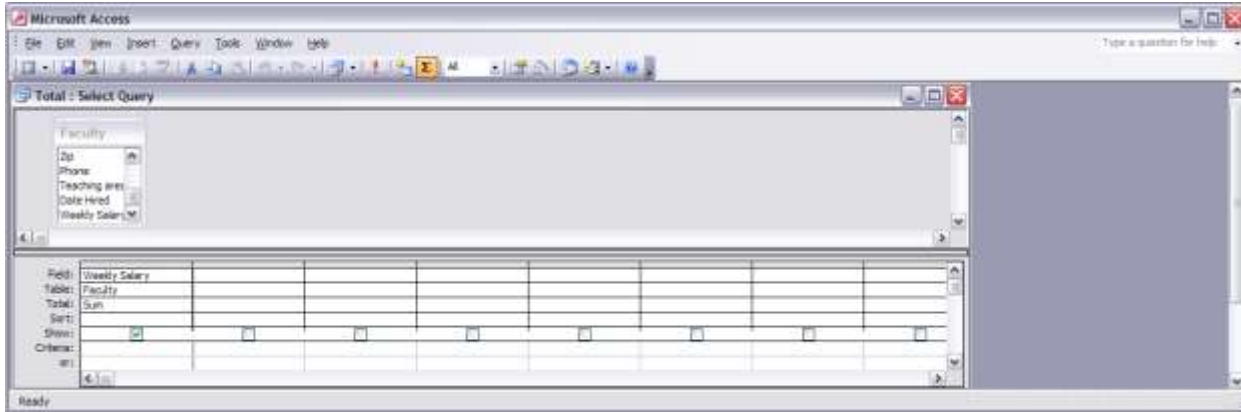 Microsoft Access
File Edit View Insert Query Tools Window Help
Type a question for help
All
Total : Select Query
Faculty
Zip
Phone
Teaching area
Date Hired
Weekly Salary
Field: Weekly Salary
Table: Faculty
Total: Sum
Sort:
Show:
Criteria:
or:
Ready